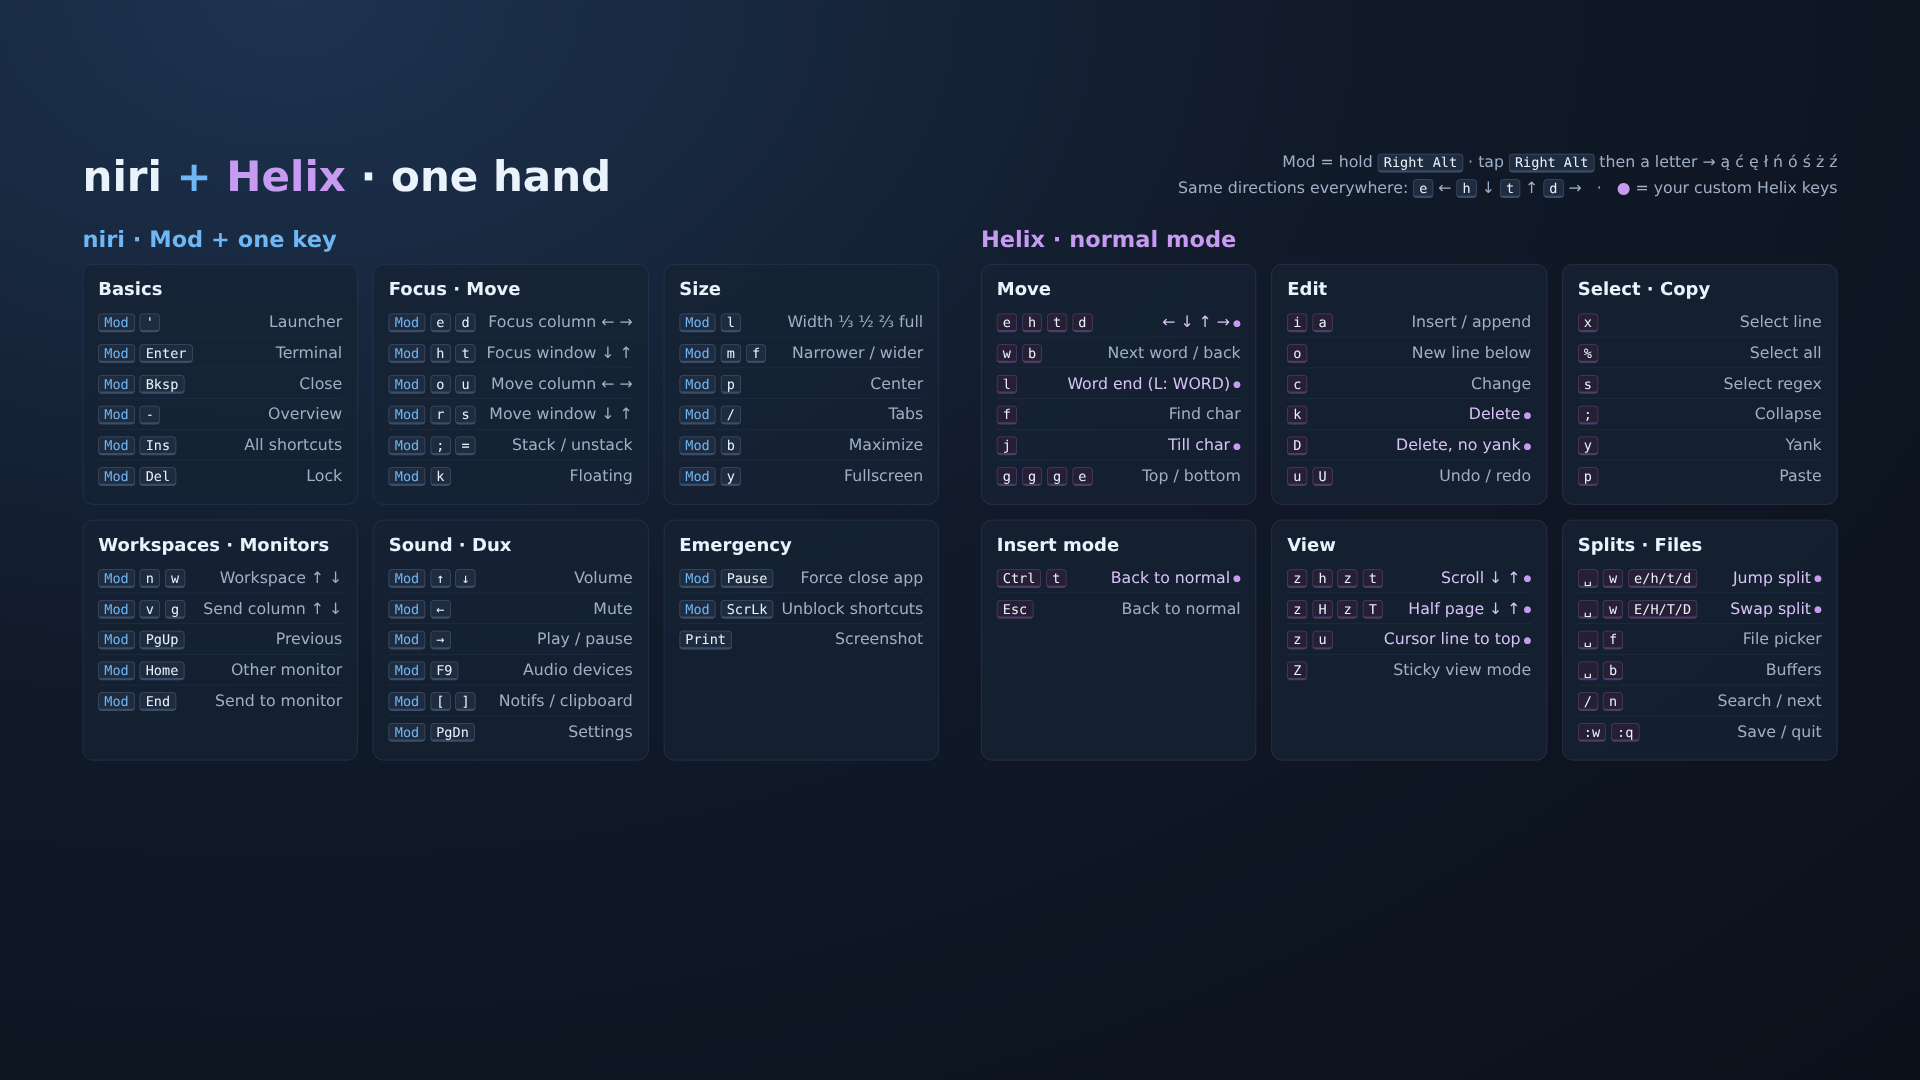 niri + Helix · one hand
Mod = hold Right Alt · tap Right Alt then a letter → ą ć ę ł ń ó ś ż ź
Same directions everywhere: e ← h ↓ t ↑ d → · ● = your custom Helix keys
niri · Mod + one key
Basics
Mod ' Launcher
Mod Enter Terminal
Mod Bksp Close
Mod - Overview
Mod Ins All shortcuts
Mod Del Lock
Focus · Move
Mod e d Focus column ← →
Mod h t Focus window ↓ ↑
Mod o u Move column ← →
Mod r s Move window ↓ ↑
Mod ; = Stack / unstack
Mod k Floating
Size
Mod l Width ⅓ ½ ⅔ full
Mod m f Narrower / wider
Mod p Center
Mod / Tabs
Mod b Maximize
Mod y Fullscreen
Workspaces · Monitors
Mod n w Workspace ↑ ↓
Mod v g Send column ↑ ↓
Mod PgUp Previous
Mod Home Other monitor
Mod End Send to monitor
Sound · Dux
Mod ↑ ↓ Volume
Mod ← Mute
Mod → Play / pause
Mod F9 Audio devices
Mod [ ] Notifs / clipboard
Mod PgDn Settings
Emergency
Mod Pause Force close app
Mod ScrLk Unblock shortcuts
Print Screenshot
Helix · normal mode
Move
e h t d ← ↓ ↑ → ●
w b Next word / back
l Word end (L: WORD) ●
f Find char
j Till char ●
g g g e Top / bottom
Edit
i a Insert / append
o New line below
c Change
k Delete ●
D Delete, no yank ●
u U Undo / redo
Select · Copy
x Select line
% Select all
s Select regex
; Collapse
y Yank
p Paste
Insert mode
Ctrl t Back to normal ●
Esc Back to normal
View
z h z t Scroll ↓ ↑ ●
z H z T Half page ↓ ↑ ●
z u Cursor line to top ●
Z Sticky view mode
Splits · Files
␣ w e/h/t/d Jump split ●
␣ w E/H/T/D Swap split ●
␣ f File picker
␣ b Buffers
/ n Search / next
:w :q Save / quit